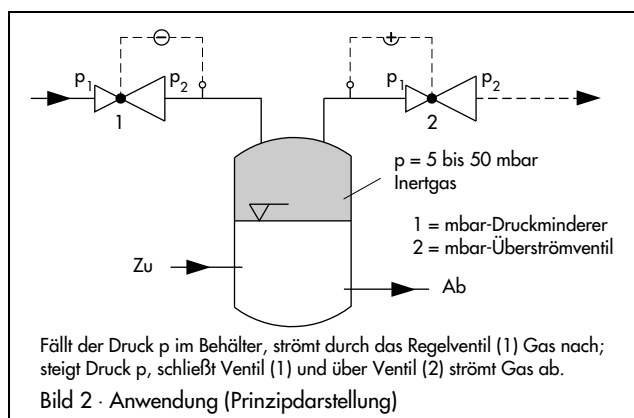 p₁
p₂
1
p₁
p₂
2
p = 5 bis 50 mbar
Inertgas
1 = mbar-Druckminderer
2 = mbar-Überströmventil
Zu
Ab
Fällt der Druck p im Behälter, strömt durch das Regelventil (1) Gas nach;
steigt Druck p, schließt Ventil (1) und über Ventil (2) strömt Gas ab.
Bild 2 · Anwendung (Prinzipdarstellung)